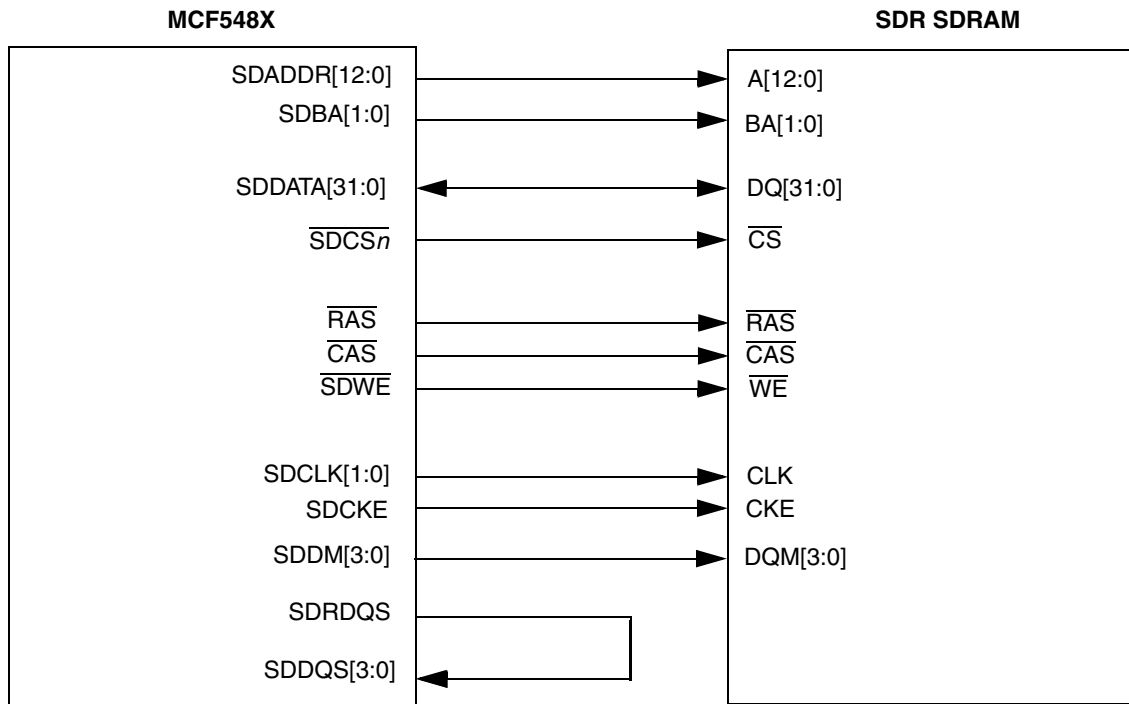 MCF548X
SDR SDRAM
SDADDR[12:0]
A[12:0]
SDBA[1:0]
BA[1:0]
SDDATA[31:0]
DQ[31:0]
SDCSn
CS
RAS
RAS
CAS
CAS
SDWE
WE
SDCLK[1:0]
CLK
SDCKE
CKE
SDDM[3:0]
DQM[3:0]
SDRDQS
SDDQS[3:0]